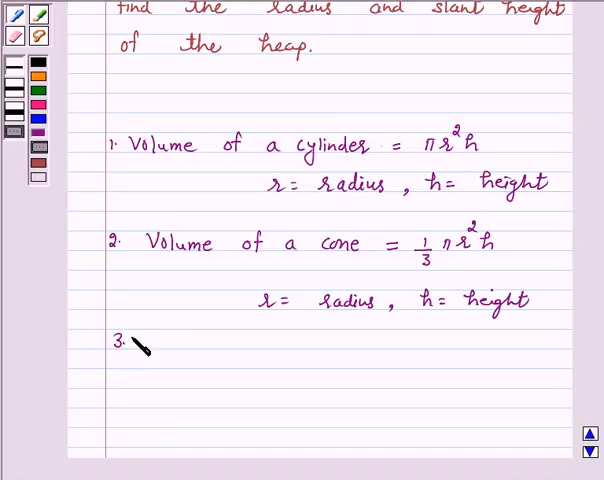 find the radius and slant height
of the heap.
1. Volume of a cylinder = πr²h
r = radius, h = height
2. Volume of a cone = 1/3 πr²h
r = radius, h = height
3.